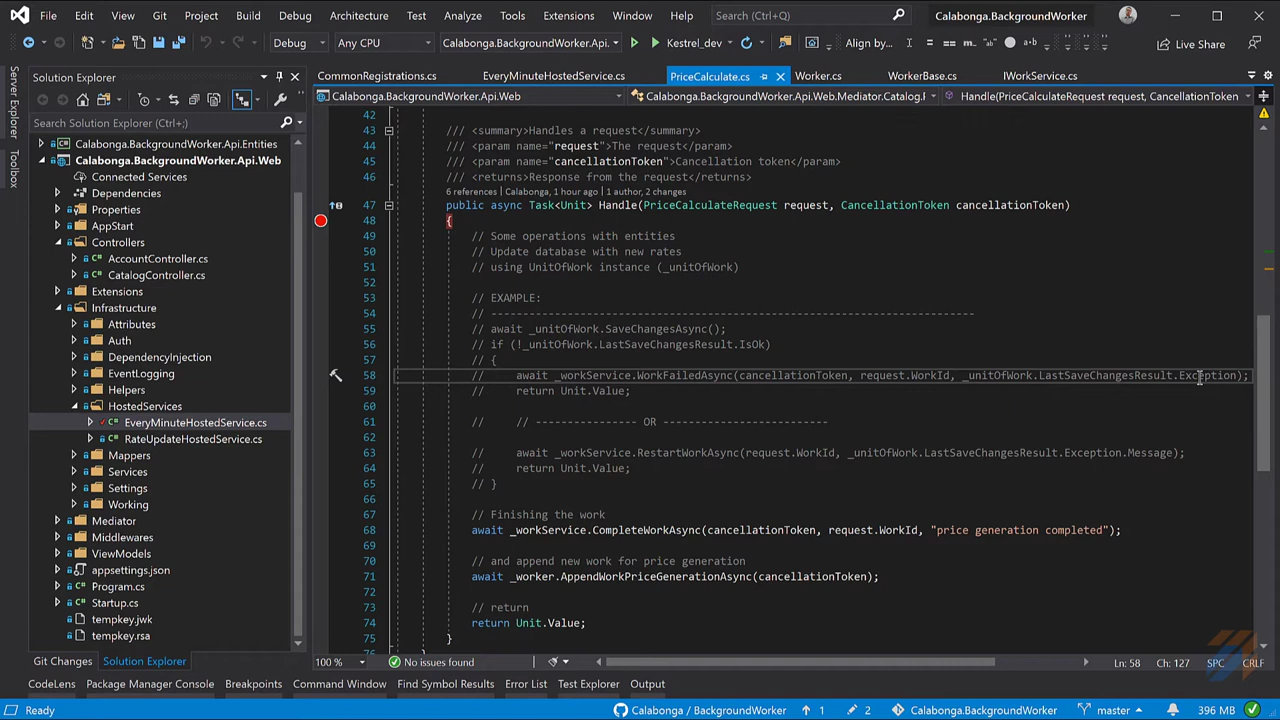 File Edit View Git Project Build Debug Architecture Test Analyze Tools Extensions Window Help Search (Ctrl+Q) Calabonga.BackgroundWorker
Debug Any CPU Calabonga.BackgroundWorker.Api. Kestrel_dev Align by... Live Share
Server Explorer
Toolbox
Solution Explorer
Search Solution Explorer (Ctrl+;)
Calabonga.BackgroundWorker.Api.Entities
Calabonga.BackgroundWorker.Api.Web
Connected Services
Dependencies
Properties
AppStart
Controllers
AccountController.cs
CatalogController.cs
Extensions
Infrastructure
Attributes
Auth
DependencyInjection
EventLogging
Helpers
HostedServices
EveryMinuteHostedService.cs
RateUpdateHostedService.cs
Mappers
Services
Settings
Working
Mediator
Middlewares
ViewModels
appsettings.json
Program.cs
Startup.cs
tempkey.jwk
tempkey.rsa
Git Changes Solution Explorer
CommonRegistrations.cs EveryMinuteHostedService.cs PriceCalculate.cs Worker.cs WorkerBase.cs IWorkService.cs
Calabonga.BackgroundWorker.Api.Web Calabonga.BackgroundWorker.Api.Web.Mediator.Catalog.F Handle(PriceCalculateRequest request, CancellationToken
42
43 /// <summary>Handles a request</summary>
44 /// <param name="request">The request</param>
45 /// <param name="cancellationToken">Cancellation token</param>
46 /// <returns>Response from the request</returns>
6 references | Calabonga, 1 hour ago | 1 author, 2 changes
47 public async Task<Unit> Handle(PriceCalculateRequest request, CancellationToken cancellationToken)
48 {
49 // Some operations with entities
50 // Update database with new rates
51 // using UnitOfWork instance (_unitOfWork)
52
53 // EXAMPLE:
54 // ---------------------------------------------------------------------------
55 // await _unitOfWork.SaveChangesAsync();
56 // if (!_unitOfWork.LastSaveChangesResult.IsOk)
57 // {
58 // await _workService.WorkFailedAsync(cancellationToken, request.WorkId, _unitOfWork.LastSaveChangesResult.Exception);
59 // return Unit.Value;
60
61 // // --------------- OR -------------------------
62
63 // await _workService.RestartWorkAsync(request.WorkId, _unitOfWork.LastSaveChangesResult.Exception.Message);
64 // return Unit.Value;
65 // }
66
67 // Finishing the work
68 await _workService.CompleteWorkAsync(cancellationToken, request.WorkId, "price generation completed");
69
70 // and append new work for price generation
71 await _worker.AppendWorkPriceGenerationAsync(cancellationToken);
72
73 // return
74 return Unit.Value;
75 }
100 % No issues found Ln: 58 Ch: 127 SPC CRLF
CodeLens Package Manager Console Breakpoints Command Window Find Symbol Results Error List Test Explorer Output
Ready Calabonga / BackgroundWorker 1 2 Calabonga.BackgroundWorker master 396 MB